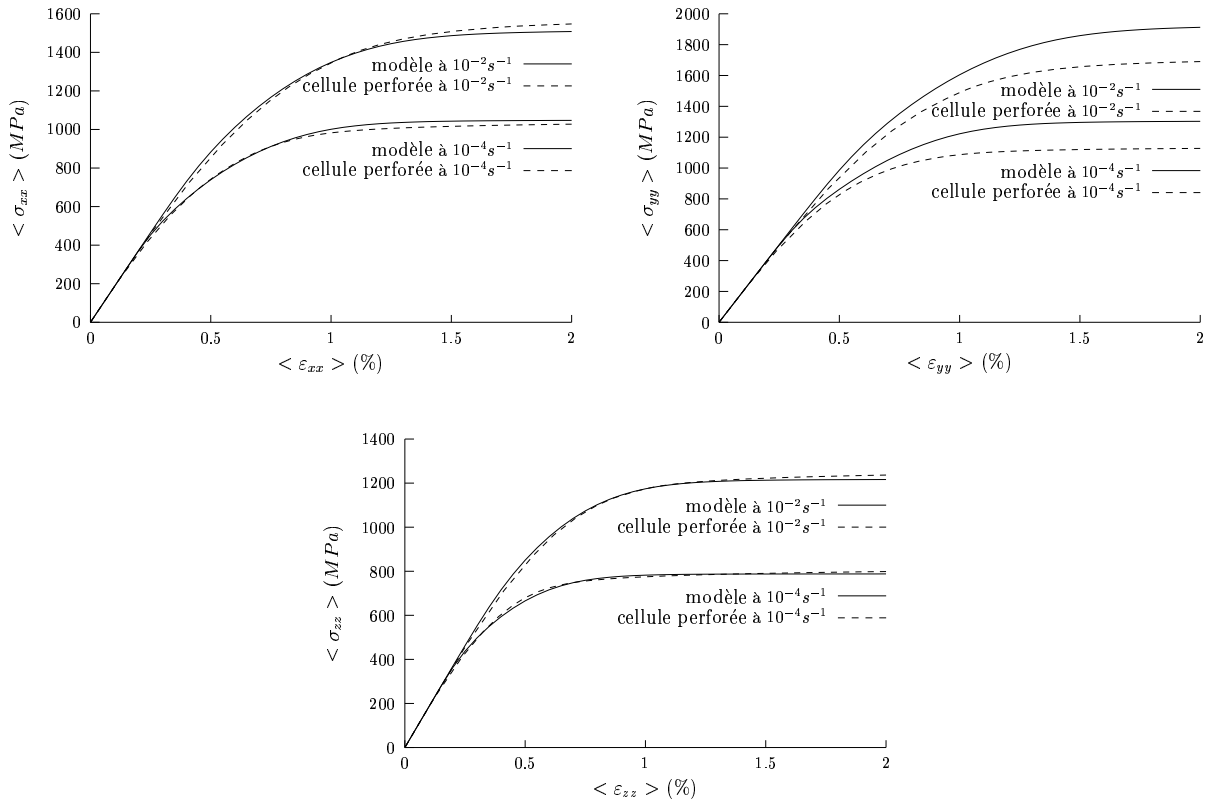 < σxx > (MPa)
1600
1400
1200
1000
800
600
400
200
0
modèle à 10−2s−1
cellule perforée à 10−2s−1
modèle à 10−4s−1
cellule perforée à 10−4s−1
0 0.5 1 1.5 2
< εxx > (%)
< σyy > (MPa)
2000
1800
1600
1400
1200
1000
800
600
400
200
0
modèle à 10−2s−1
cellule perforée à 10−2s−1
modèle à 10−4s−1
cellule perforée à 10−4s−1
0 0.5 1 1.5 2
< εyy > (%)
< σzz > (MPa)
1400
1200
1000
800
600
400
200
0
modèle à 10−2s−1
cellule perforée à 10−2s−1
modèle à 10−4s−1
cellule perforée à 10−4s−1
0 0.5 1 1.5 2
< εzz > (%)